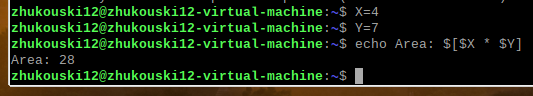 zhukouski12@zhukouski12-virtual-machine:~$ X=4
zhukouski12@zhukouski12-virtual-machine:~$ Y=7
zhukouski12@zhukouski12-virtual-machine:~$ echo Area: $[$X * $Y]
Area: 28
zhukouski12@zhukouski12-virtual-machine:~$